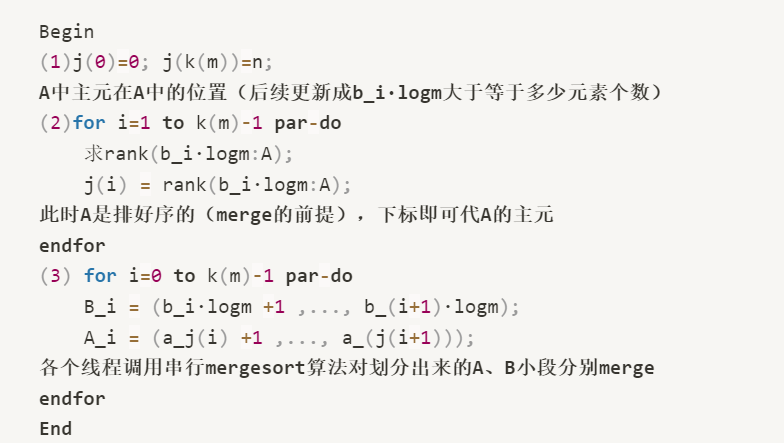 Begin
(1)j(0)=0; j(k(m))=n;
A中主元在A中的位置（后续更新成b_i·logm大于等于多少元素个数）
(2)for i=1 to k(m)-1 par-do
求rank(b_i·logm:A);
j(i) = rank(b_i·logm:A);
此时A是排好序的（merge的前提），下标即可代A的主元
endfor
(3) for i=0 to k(m)-1 par-do
B_i = (b_i·logm +1 ,..., b_(i+1)·logm);
A_i = (a_j(i) +1 ,..., a_(j(i+1)));
各个线程调用串行mergesort算法对划分出来的A、B小段分别merge
endfor
End